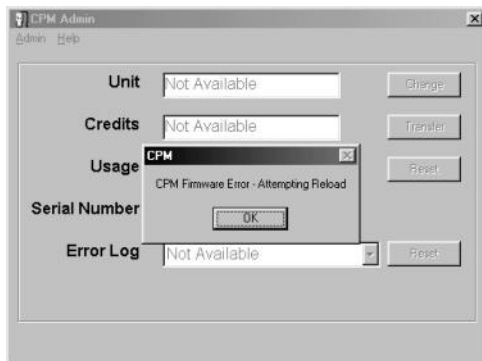 CPM Admin
Admin Help
Unit Not Available Change
Credits Not Available Transfer
CPM
Usage Reset
CPM Firmware Error - Attempting Reload
OK
Serial Number
Error Log Not Available Reset